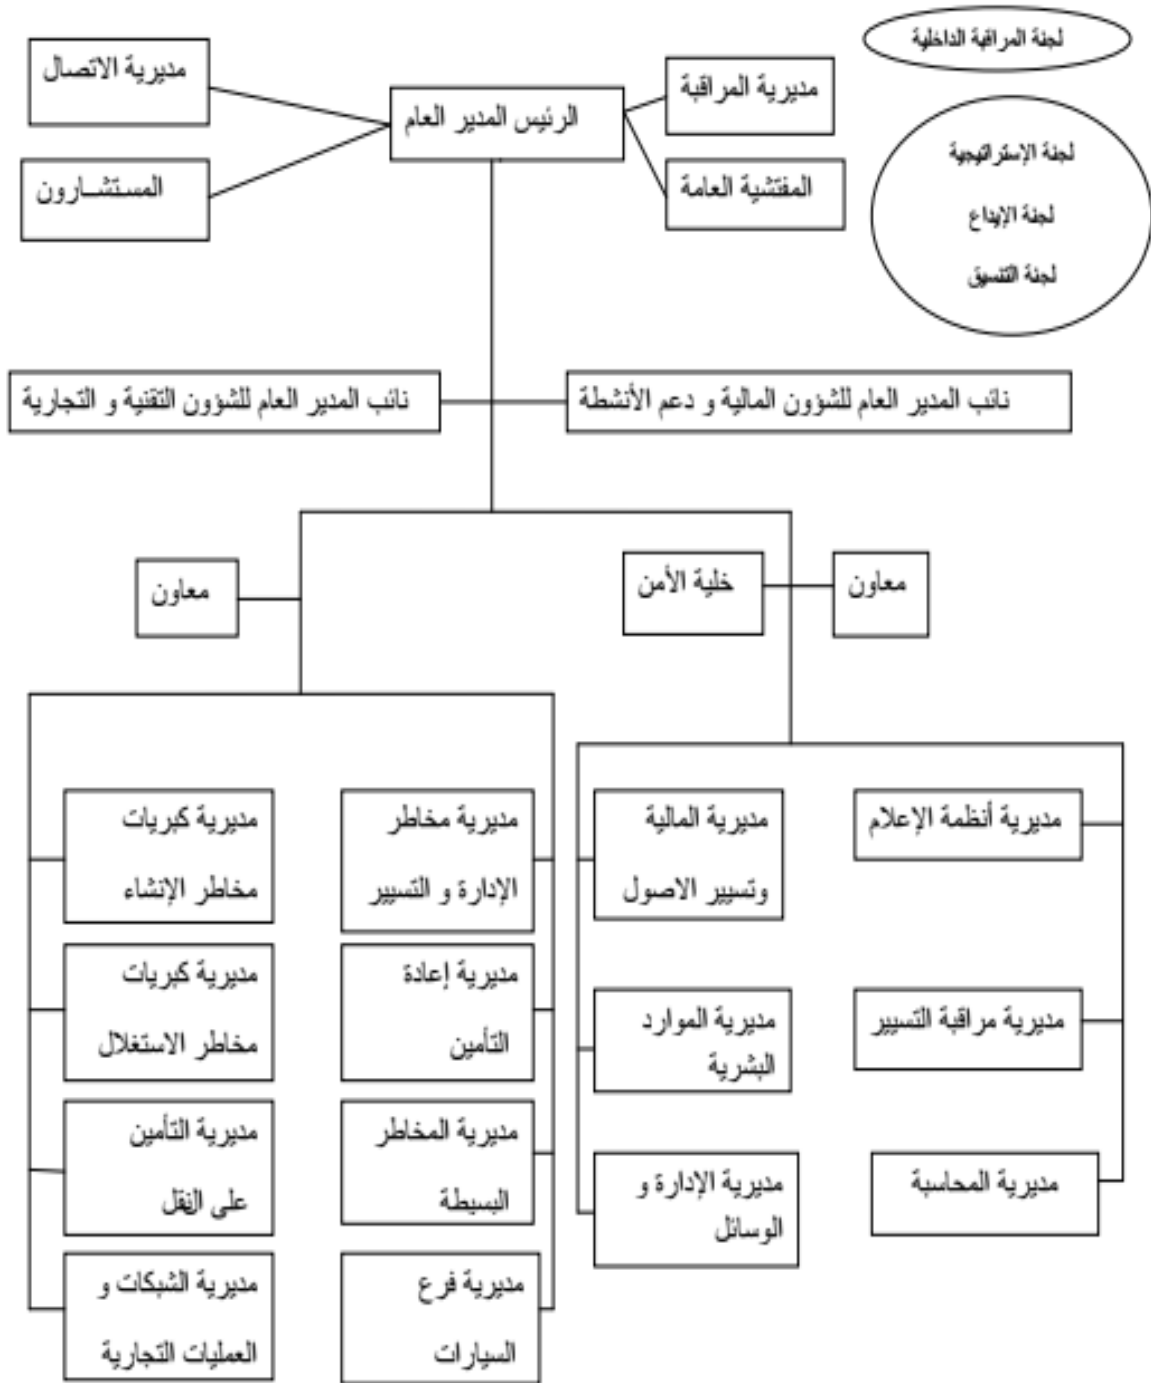 لجنة المراقبة الداخلية
مديرية المراقبة
الرئيس المدير العام
مديرية الاتصال
لجنة الإستراتيجية
لجنة الإبداع
لجنة التنسيق
المفتشية العامة
المستشــارون
نائب المدير العام للشؤون المالية و دعم الأنشطة
نائب المدير العام للشؤون التقنية و التجارية
معاون
خلية الأمن
معاون
مديرية أنظمة الإعلام
مديرية المالية
وتسيير الاصول
مديرية مخاطر
الإدارة و التسيير
مديرية كبريات
مخاطر الإنشاء
مديرية مراقبة التسيير
مديرية الموارد
البشرية
مديرية إعادة
التأمين
مديرية كبريات
مخاطر الاستغلال
مديرية المحاسبة
مديرية الإدارة و
الوسائل
مديرية المخاطر
البسيطة
مديرية التأمين
على النقل
مديرية فرع
السيارات
مديرية الشبكات و
العمليات التجارية